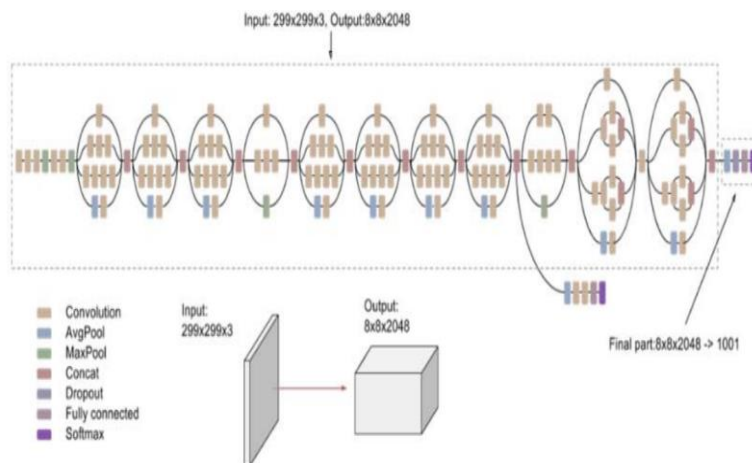 Input: 299x299x3, Output:8x8x2048
Convolution
AvgPool
MaxPool
Concat
Dropout
Fully connected
Softmax
Input:
299x299x3
Output:
8x8x2048
Final part:8x8x2048 -> 1001